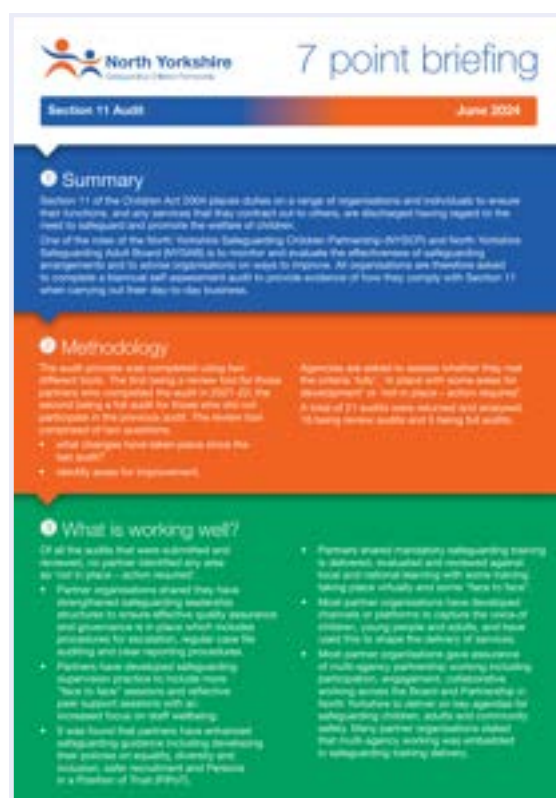 North Yorkshire
Safeguarding Children Partnership
7 point briefing
Section 11 Audit
June 2024
1 Summary
Section 11 of the Children Act 2004 places duties on a range of organisations and individuals to ensure
their functions, and any services that they contract out to others, are discharged having regard to the
need to safeguard and promote the welfare of children.
One of the roles of the North Yorkshire Safeguarding Children Partnership (NYSCP) and North Yorkshire
Safeguarding Adult Board (NYSAB) is to monitor and evaluate the effectiveness of safeguarding
arrangements and to advise organisations on ways to improve. All organisations are therefore asked
to complete a biannual self-assessment audit to provide evidence of how they comply with Section 11
when carrying out their day-to-day business.
2 Methodology
The audit process was completed using two
different tools. The first being a review tool for those
partners who completed the audit in 2021-22, the
second being a full audit for those who did not
participate in the previous audit. The review tool
comprised of two questions:
• what changes have taken place since the
last audit?
• identify areas for improvement.
Agencies are asked to assess whether they met
the criteria 'fully', 'in place with some areas for
development' or 'not in place – action required'.
A total of 21 audits were returned and analysed,
16 being review audits and 5 being full audits.
3 What is working well?
Of all the audits that were submitted and
reviewed, no partner identified any area
as 'not in place – action required'.
• Partner organisations shared they have
strengthened safeguarding leadership
structures to ensure effective quality assurance
and governance is in place which includes
procedures for escalation, regular case file
auditing and clear reporting procedures.
• Partners have developed safeguarding
supervision practice to include more
"face to face" sessions and reflective
peer support sessions with an
increased focus on staff wellbeing.
• It was found that partners have enhanced
safeguarding guidance including developing
their policies on equality, diversity and
inclusion, safer recruitment and Persons
in a Position of Trust (PiPoT).
• Partners shared mandatory safeguarding training
is delivered, evaluated and reviewed against
local and national learning with some training
taking place virtually and some "face to face".
• Most partner organisations have developed
channels or platforms to capture the voice of
children, young people and adults, and have
used this to shape the delivery of services.
• Most partner organisations gave assurance
of multi-agency partnership working including
participation, engagement, collaborative
working across the Board and Partnership in
North Yorkshire to deliver on key agendas for
safeguarding children, adults and community
safety. Many partner organisations stated
that multi-agency working was embedded
in safeguarding training delivery.